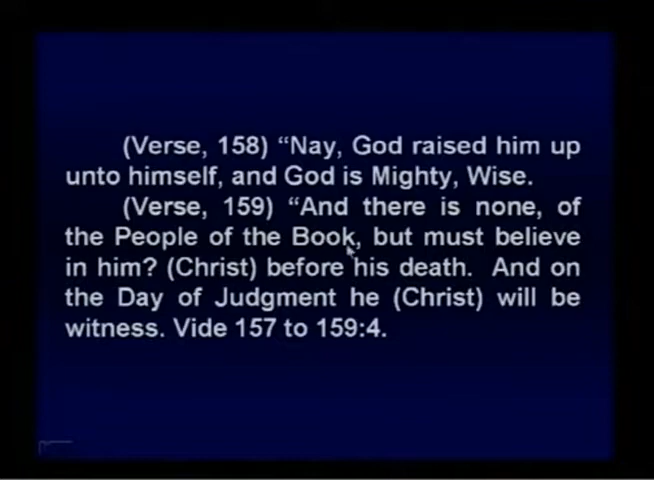 (Verse, 158) “Nay, God raised him up
unto himself, and God is Mighty, Wise.
(Verse, 159) “And there is none, of
the People of the Book, but must believe
in him? (Christ) before his death. And on
the Day of Judgment he (Christ) will be
witness. Vide 157 to 159:4.